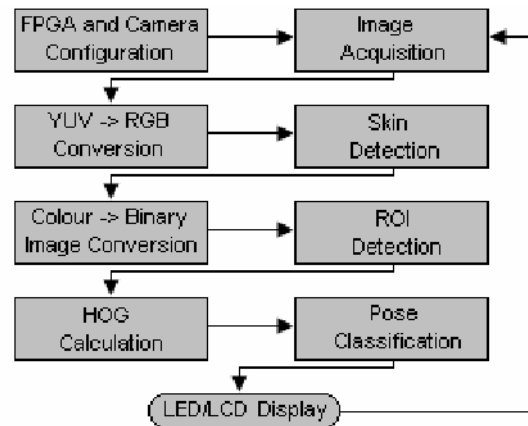 FPGA and Camera
Configuration
Image
Acquisition
YUV -> RGB
Conversion
Skin
Detection
Colour -> Binary
Image Conversion
ROI
Detection
HOG
Calculation
Pose
Classification
LED/LCD Display